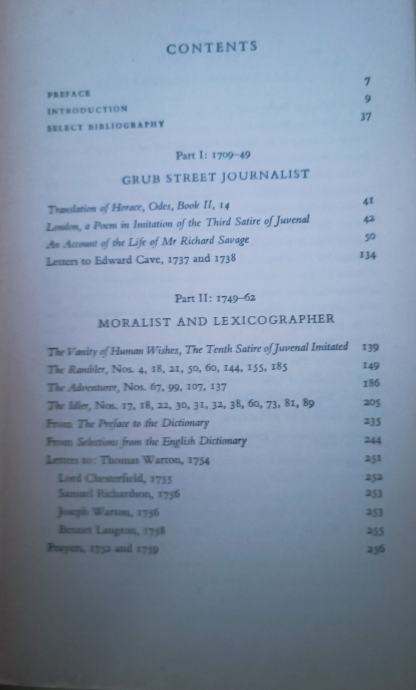 CONTENTS
PREFACE 7
INTRODUCTION 9
SELECT BIBLIOGRAPHY 37
Part I: 1709–49
GRUB STREET JOURNALIST
Translation of Horace, Odes, Book II, 14 41
London, a Poem in Imitation of the Third Satire of Juvenal 42
An Account of the Life of Mr Richard Savage 50
Letters to Edward Cave, 1737 and 1738 134
Part II: 1749–62
MORALIST AND LEXICOGRAPHER
The Vanity of Human Wishes, The Tenth Satire of Juvenal Imitated 139
The Rambler, Nos. 4, 18, 21, 50, 60, 144, 155, 185 149
The Adventurer, Nos. 67, 99, 107, 137 186
The Idler, Nos. 17, 18, 22, 30, 31, 32, 38, 60, 73, 81, 89 205
From The Preface to the Dictionary 235
From Selections from the English Dictionary 244
Letters to: Thomas Warton, 1754 251
Lord Chesterfield, 1755 252
Samuel Richardson, 1756 253
Joseph Warton, 1756 253
Bennet Langton, 1758 255
Prayers, 1752 and 1759 256